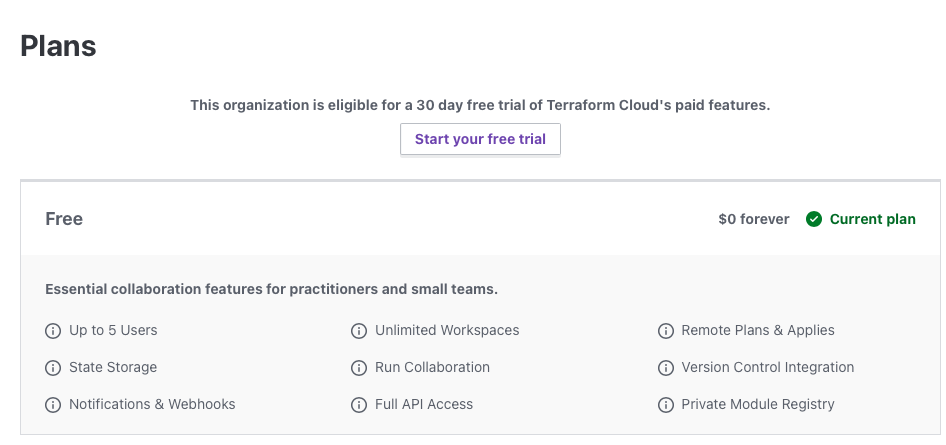 Plans
This organization is eligible for a 30 day free trial of Terraform Cloud's paid features.
Start your free trial
Free
$0 forever
Current plan
Essential collaboration features for practitioners and small teams.
Up to 5 Users
Unlimited Workspaces
Remote Plans & Applies
State Storage
Run Collaboration
Version Control Integration
Notifications & Webhooks
Full API Access
Private Module Registry